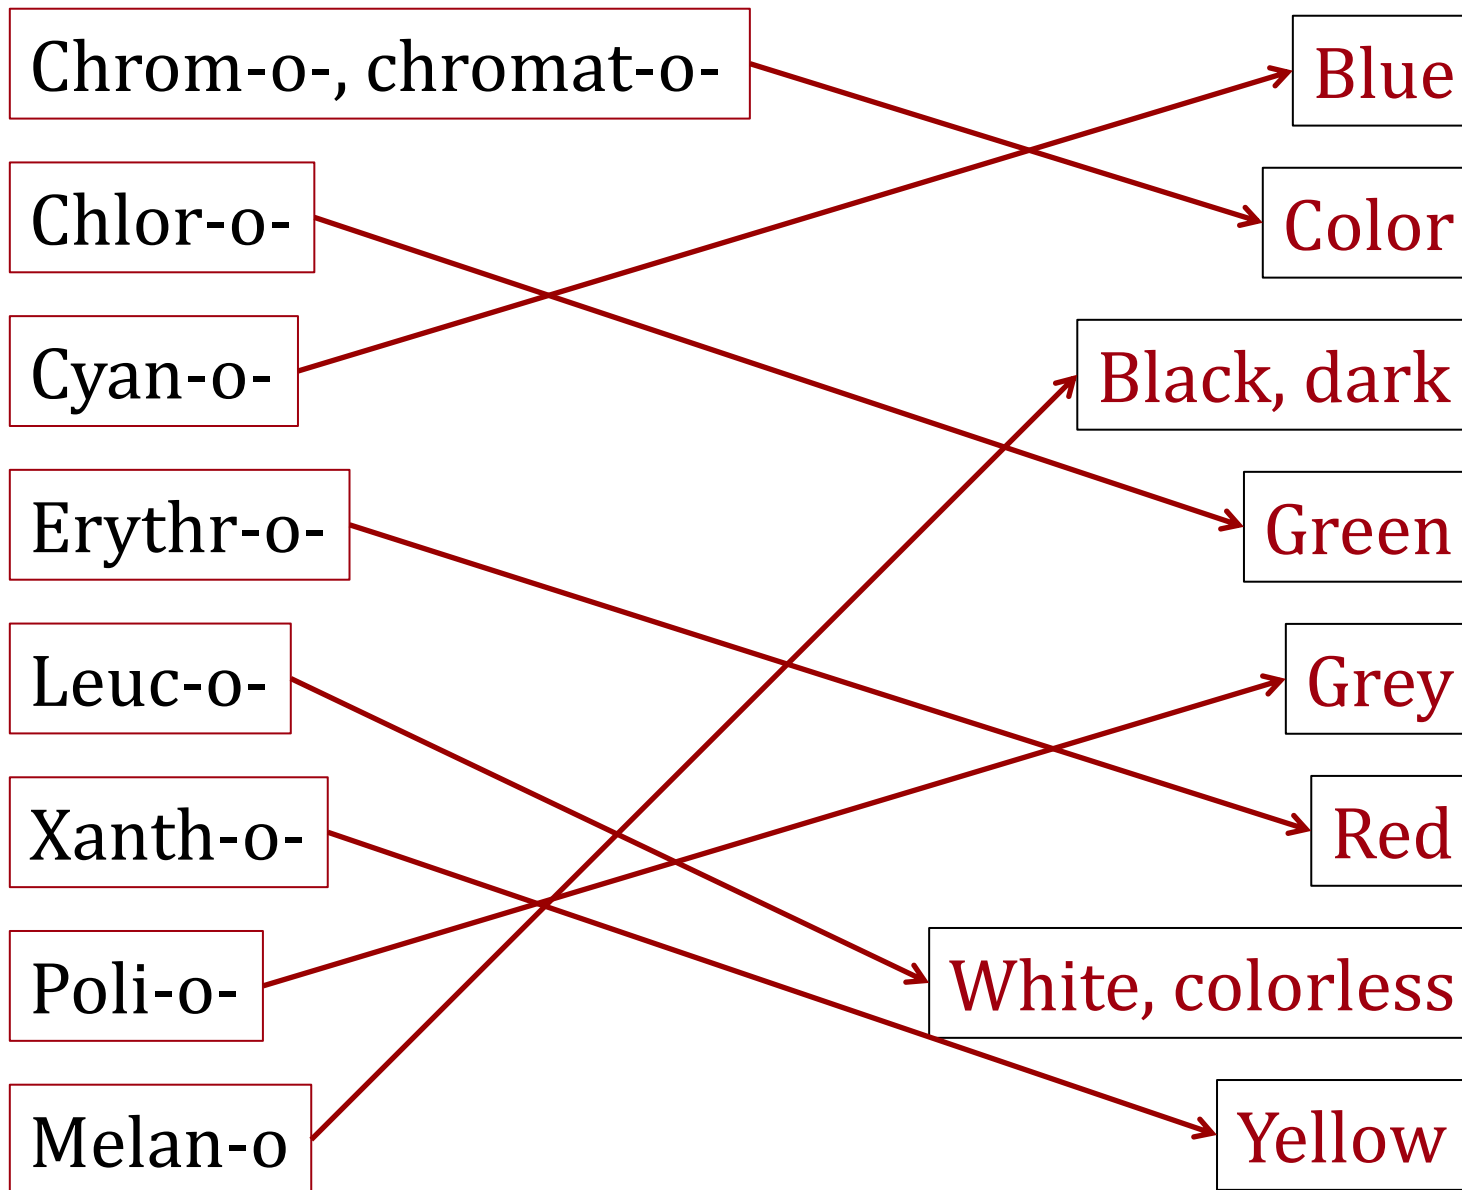 Chrom-o-, chromat-o-
Chlor-o-
Cyan-o-
Erythr-o-
Leuc-o-
Xanth-o-
Poli-o-
Melan-o
Blue
Color
Black, dark
Green
Grey
Red
White, colorless
Yellow